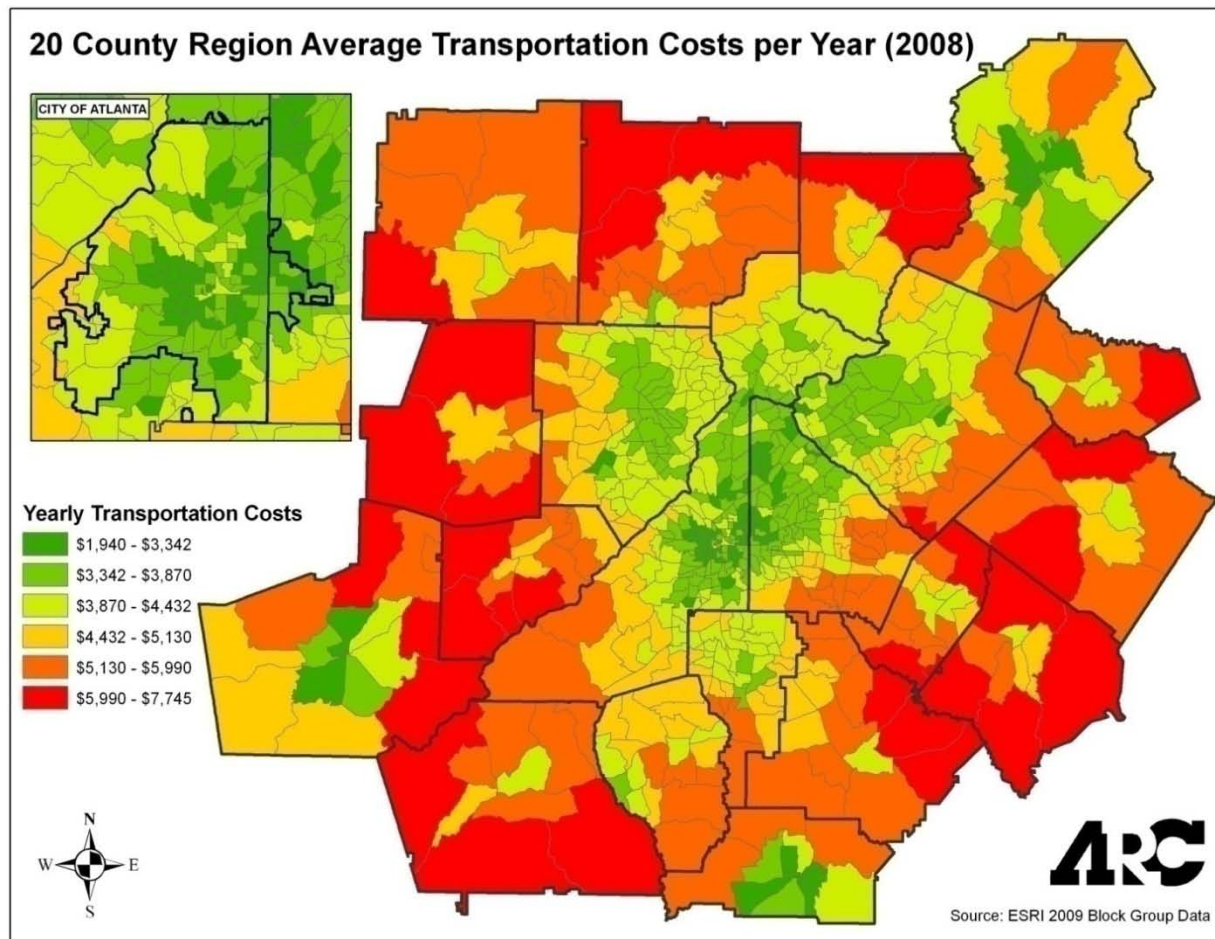 20 County Region Average Transportation Costs per Year (2008)
CITY OF ATLANTA
Yearly Transportation Costs
$1,940 - $3,342
$3,342 - $3,870
$3,870 - $4,432
$4,432 - $5,130
$5,130 - $5,990
$5,990 - $7,745
N
W E
S
ARC
Source: ESRI 2009 Block Group Data